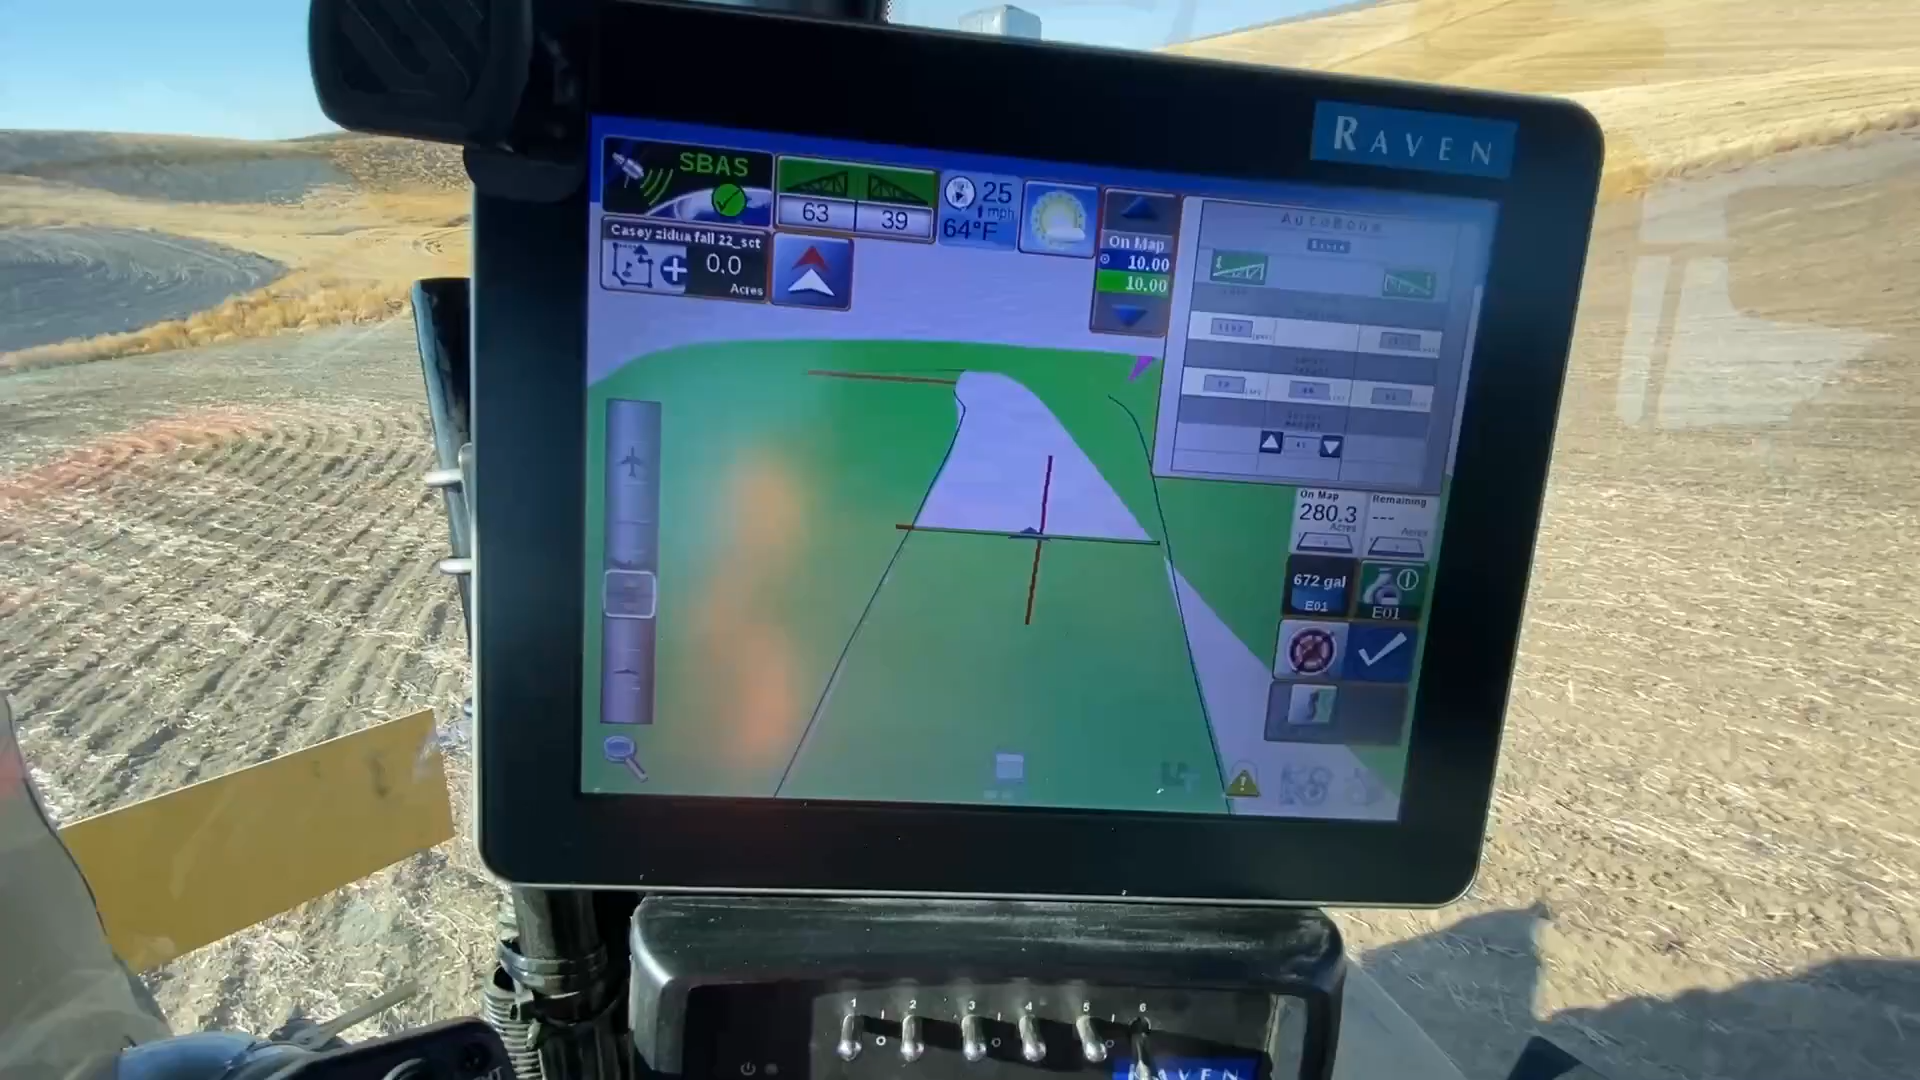 RAVEN
SBAS
63 39
25
mph
64°F
Casey zidua fall 22_sct
0.0
Acres
On Map
10.00
10.00
AutoBoom
On Map
280.3
Acres
Remaining
---
Acres
672 gal
E01
E01
1 2 3 4 5 6
RAVEN